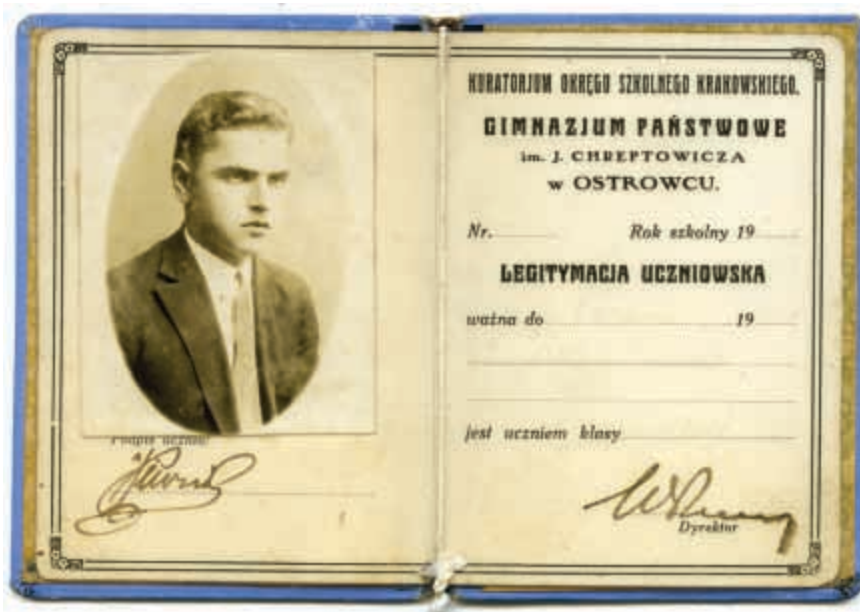 Podpis ucznia:
KURATORJUM OKRĘGO SZKOLNEGO KRAKOWSKIEGO.
GIMNAZJUM PAŃSTWOWE
im. J. CHREPTOWICZA
w OSTROWCU.
Nr. Rok szkolny 19
LEGITYMACJA UCZNIOWSKA
ważna do 19
jest uczniem klasy
Dyrektor